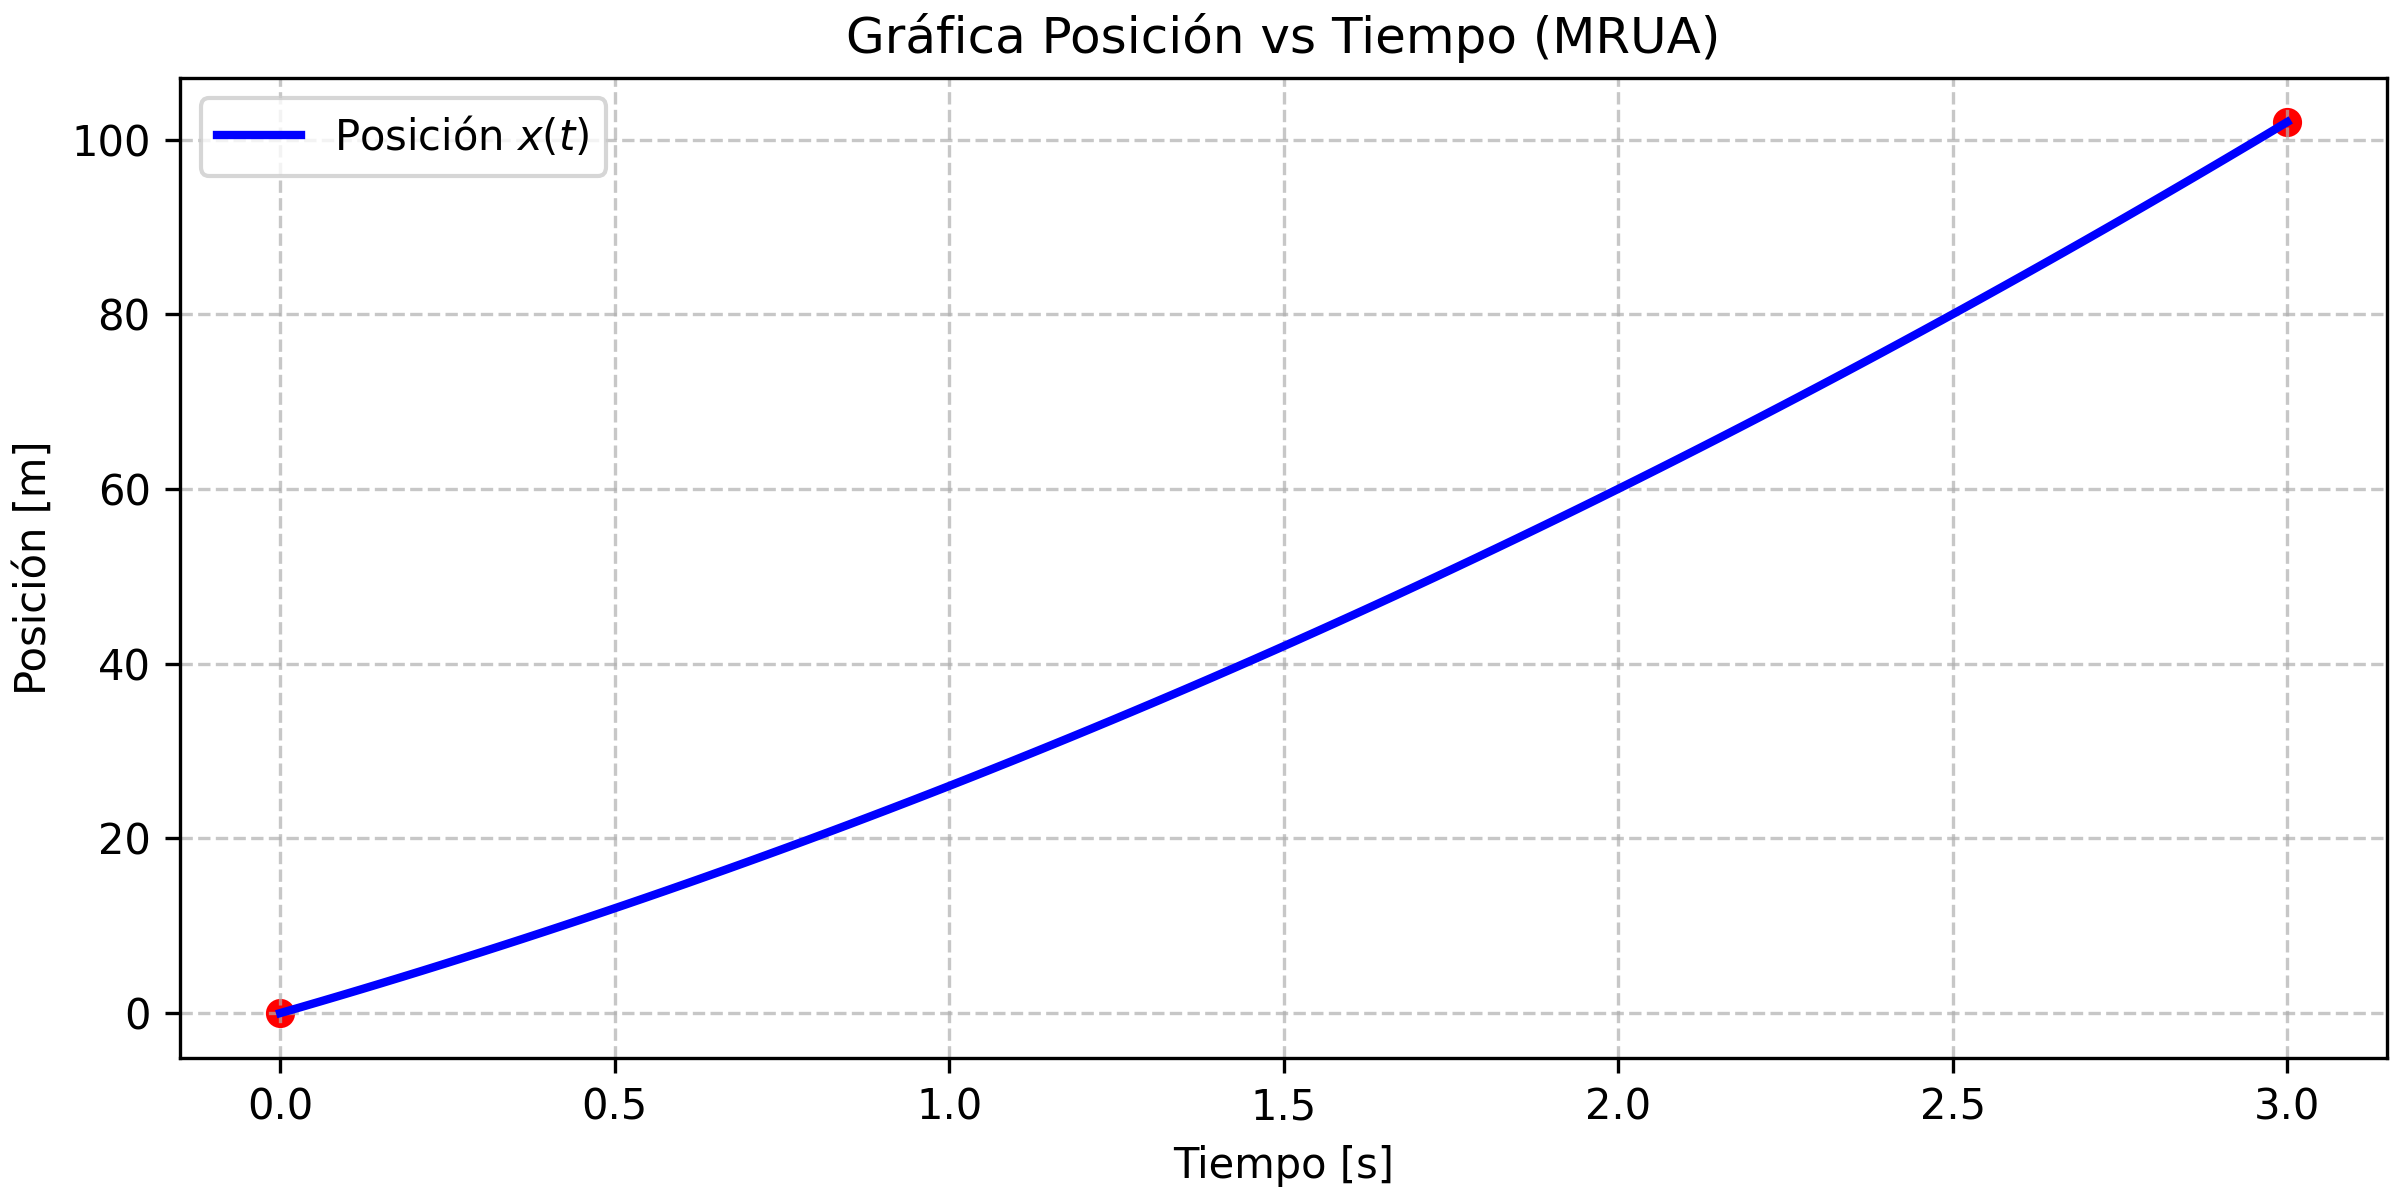 Gráfica Posición vs Tiempo (MRUA)
Posición x(t)
100
80
60
40
20
0
Posición [m]
0.0 0.5 1.0 1.5 2.0 2.5 3.0
Tiempo [s]